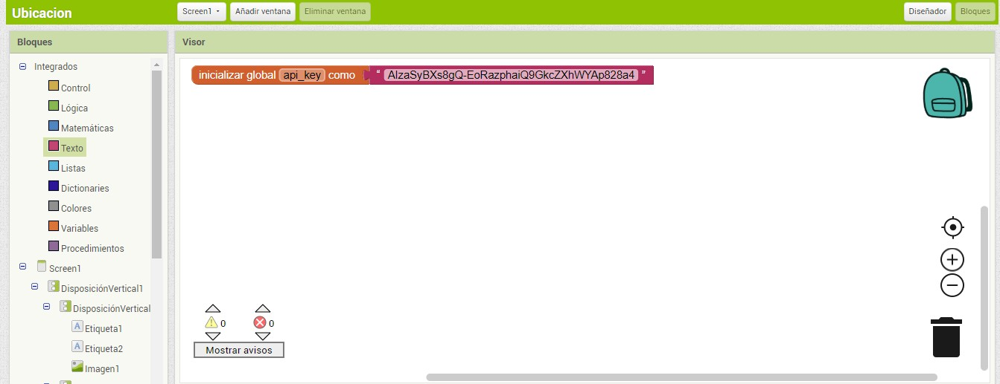 Ubicacion
Screen1
Añadir ventana
Eliminar ventana
Diseñador
Bloques
Bloques
Visor
Integrados
Control
Lógica
Matemáticas
Texto
Listas
Dictionaries
Colores
Variables
Procedimientos
Screen1
DisposiciónVertical1
DisposiciónVertical
Etiqueta1
Etiqueta2
Imagen1
inicializar global api_key como “ AIzaSyBXs8gQ-EoRazphaiQ9GkcZXhWYAp828a4 ”
0 0
Mostrar avisos